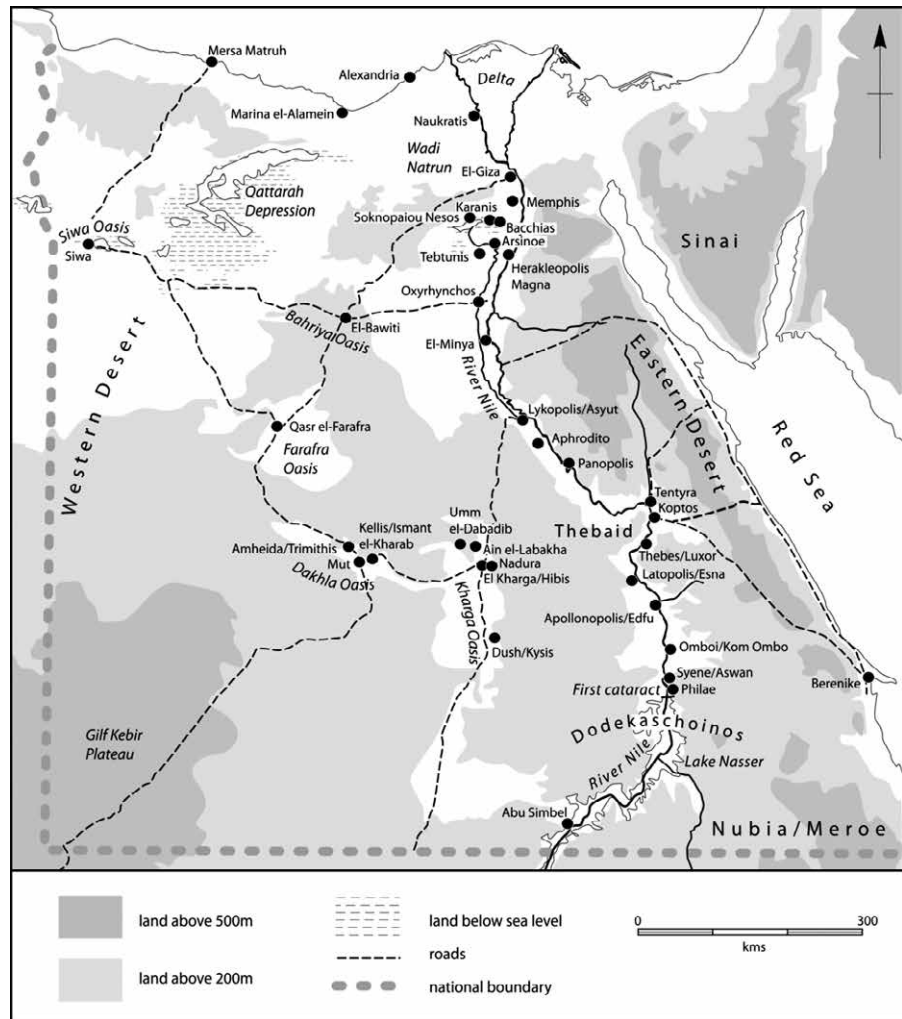 Mersa Matruh
Alexandria
Delta
Marina el-Alamein
Naukratis
Wadi
Natrun
El-Giza
Qattarah
Depression
Karanis
Memphis
Soknopaiou Nesos
Bacchias
Sinai
Siwa Oasis
Arsinoe
Siwa
Tebtunis
Herakleopolis
Magna
Oxyrhynchos
El-Bawiti
Bahriya Oasis
El-Minya
Western Desert
River Nile
Eastern
Desert
Red Sea
Lykopolis/Asyut
Qasr el-Farafra
Aphrodito
Farafra
Oasis
Panopolis
Tentyra
Koptos
Umm
el-Dabadib
Thebaid
Kellis/Ismant
el-Kharab
Amheida/Trimithis
Ain el-Labakha
Thebes/Luxor
Mut
Nadura
Dakhla Oasis
El Kharga/Hibis
Latopolis/Esna
Kharga Oasis
Apollonopolis/Edfu
Dush/Kysis
Omboi/Kom Ombo
Syene/Aswan
Berenike
First cataract
Philae
Dodekaschoinos
Gilf Kebir
Plateau
River Nile
Lake Nasser
Abu Simbel
Nubia/Meroe
land above 500m
land below sea level
0 300
kms
roads
land above 200m
national boundary